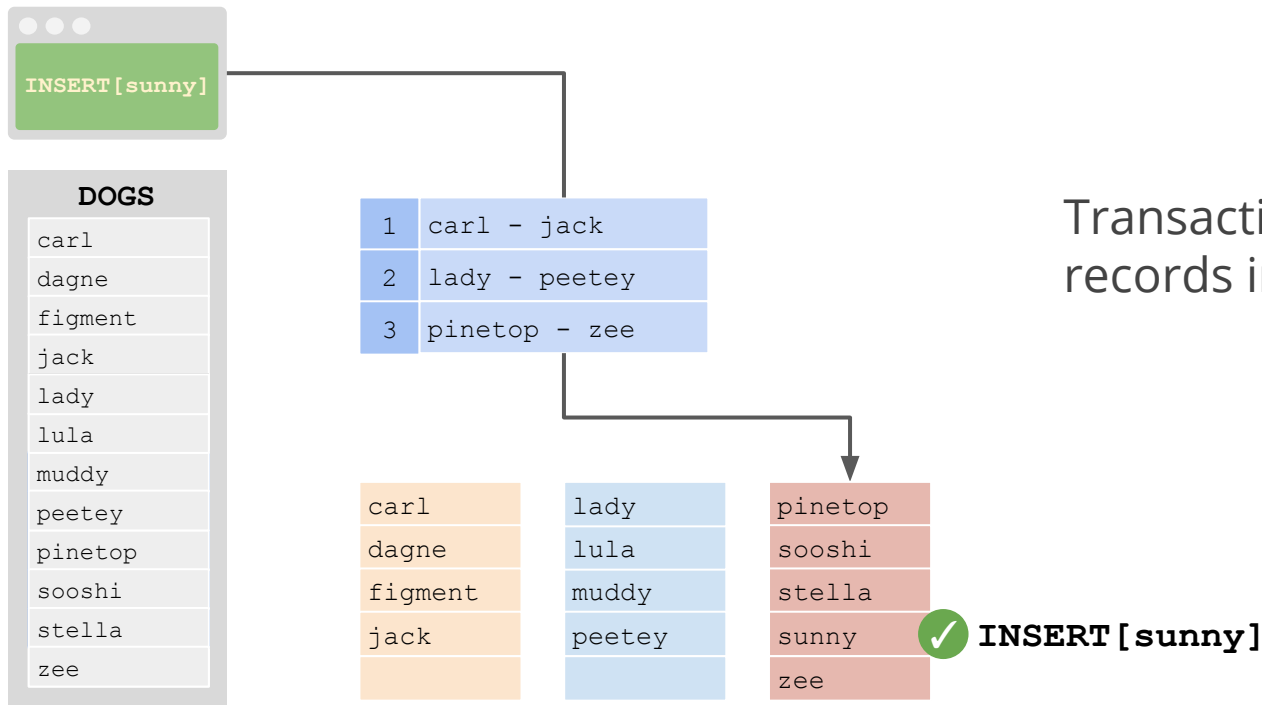 INSERT[sunny]
DOGS
carl
dagne
figment
jack
lady
lula
muddy
peetey
pinetop
sooshi
stella
zee
1 carl - jack
2 lady - peetey
3 pinetop - zee
carl
dagne
figment
jack
lady
lula
muddy
peetey
pinetop
sooshi
stella
sunny
zee
INSERT[sunny]
records